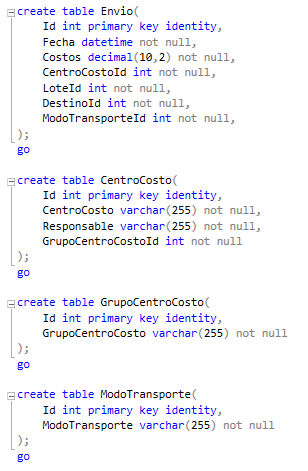 create table Envio(
Id int primary key identity,
Fecha datetime not null,
Costos decimal(10,2) not null,
CentroCostoId int not null,
LoteId int not null,
DestinoId int not null,
ModoTransporteId int not null,
);
go
create table CentroCosto(
Id int primary key identity,
CentroCosto varchar(255) not null,
Responsable varchar(255) not null,
GrupoCentroCostoId int not null
);
go
create table GrupoCentroCosto(
Id int primary key identity,
GrupoCentroCosto varchar(255) not null
);
go
create table ModoTransporte(
Id int primary key identity,
ModoTransporte varchar(255) not null
);
go